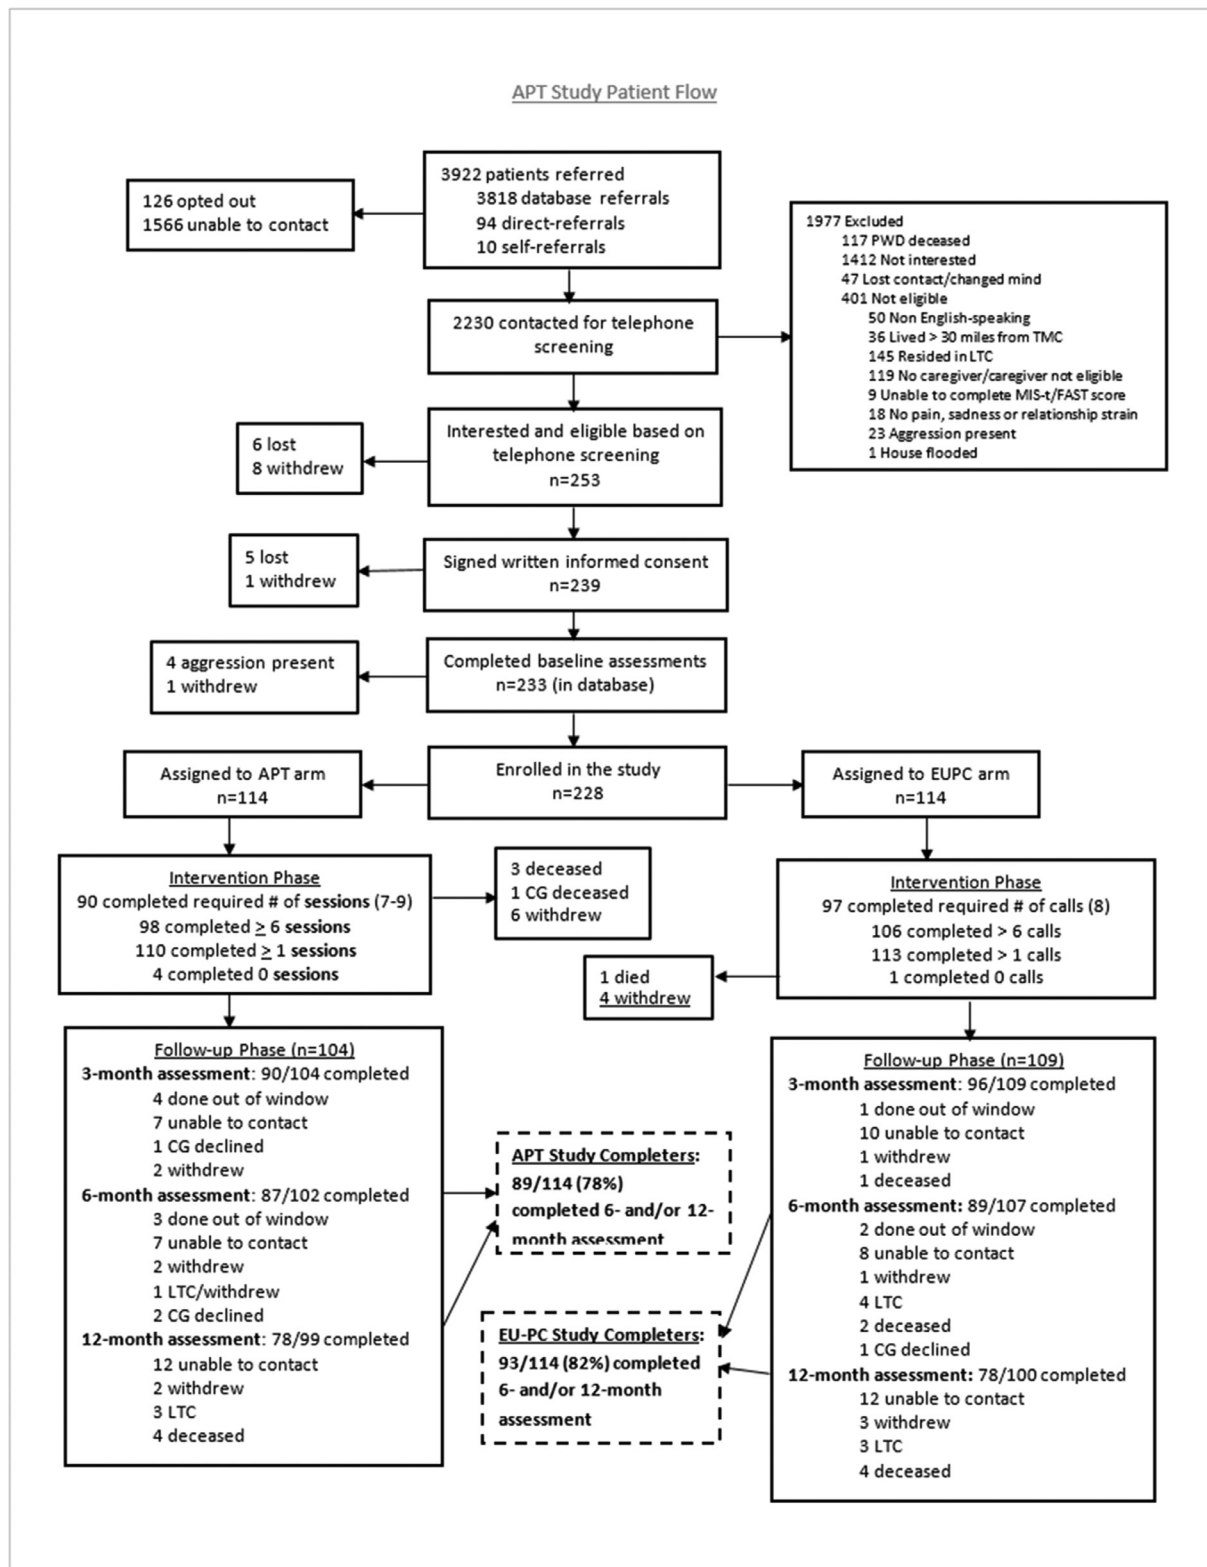 APT Study Patient Flow
3922 patients referred
3818 database referrals
94 direct-referrals
10 self-referrals
126 opted out
1566 unable to contact
1977 Excluded
117 PWD deceased
1412 Not interested
47 Lost contact/changed mind
401 Not eligible
50 Non English-speaking
36 Lived > 30 miles from TMC
145 Resided in LTC
119 No caregiver/caregiver not eligible
9 Unable to complete MIS-t/FAST score
18 No pain, sadness or relationship strain
23 Aggression present
1 House flooded
2230 contacted for telephone
screening
Interested and eligible based on
telephone screening
n=253
6 lost
8 withdrew
Signed written informed consent
n=239
5 lost
1 withdrew
Completed baseline assessments
n=233 (in database)
4 aggression present
1 withdrew
Enrolled in the study
n=228
Assigned to APT arm
n=114
Assigned to EUPC arm
n=114
Intervention Phase
90 completed required # of sessions (7-9)
98 completed ≥ 6 sessions
110 completed ≥ 1 sessions
4 completed 0 sessions
3 deceased
1 CG deceased
6 withdrew
Intervention Phase
97 completed required # of calls (8)
106 completed > 6 calls
113 completed > 1 calls
1 completed 0 calls
1 died
4 withdrew
Follow-up Phase (n=104)
3-month assessment: 90/104 completed
4 done out of window
7 unable to contact
1 CG declined
2 withdrew
6-month assessment: 87/102 completed
3 done out of window
7 unable to contact
2 withdrew
1 LTC/withdrew
2 CG declined
12-month assessment: 78/99 completed
12 unable to contact
2 withdrew
3 LTC
4 deceased
APT Study Completers:
89/114 (78%)
completed 6- and/or 12-
month assessment
EU-PC Study Completers:
93/114 (82%) completed
6- and/or 12-month
assessment
Follow-up Phase (n=109)
3-month assessment: 96/109 completed
1 done out of window
10 unable to contact
1 withdrew
1 deceased
6-month assessment: 89/107 completed
2 done out of window
8 unable to contact
1 withdrew
4 LTC
2 deceased
1 CG declined
12-month assessment: 78/100 completed
12 unable to contact
3 withdrew
3 LTC
4 deceased